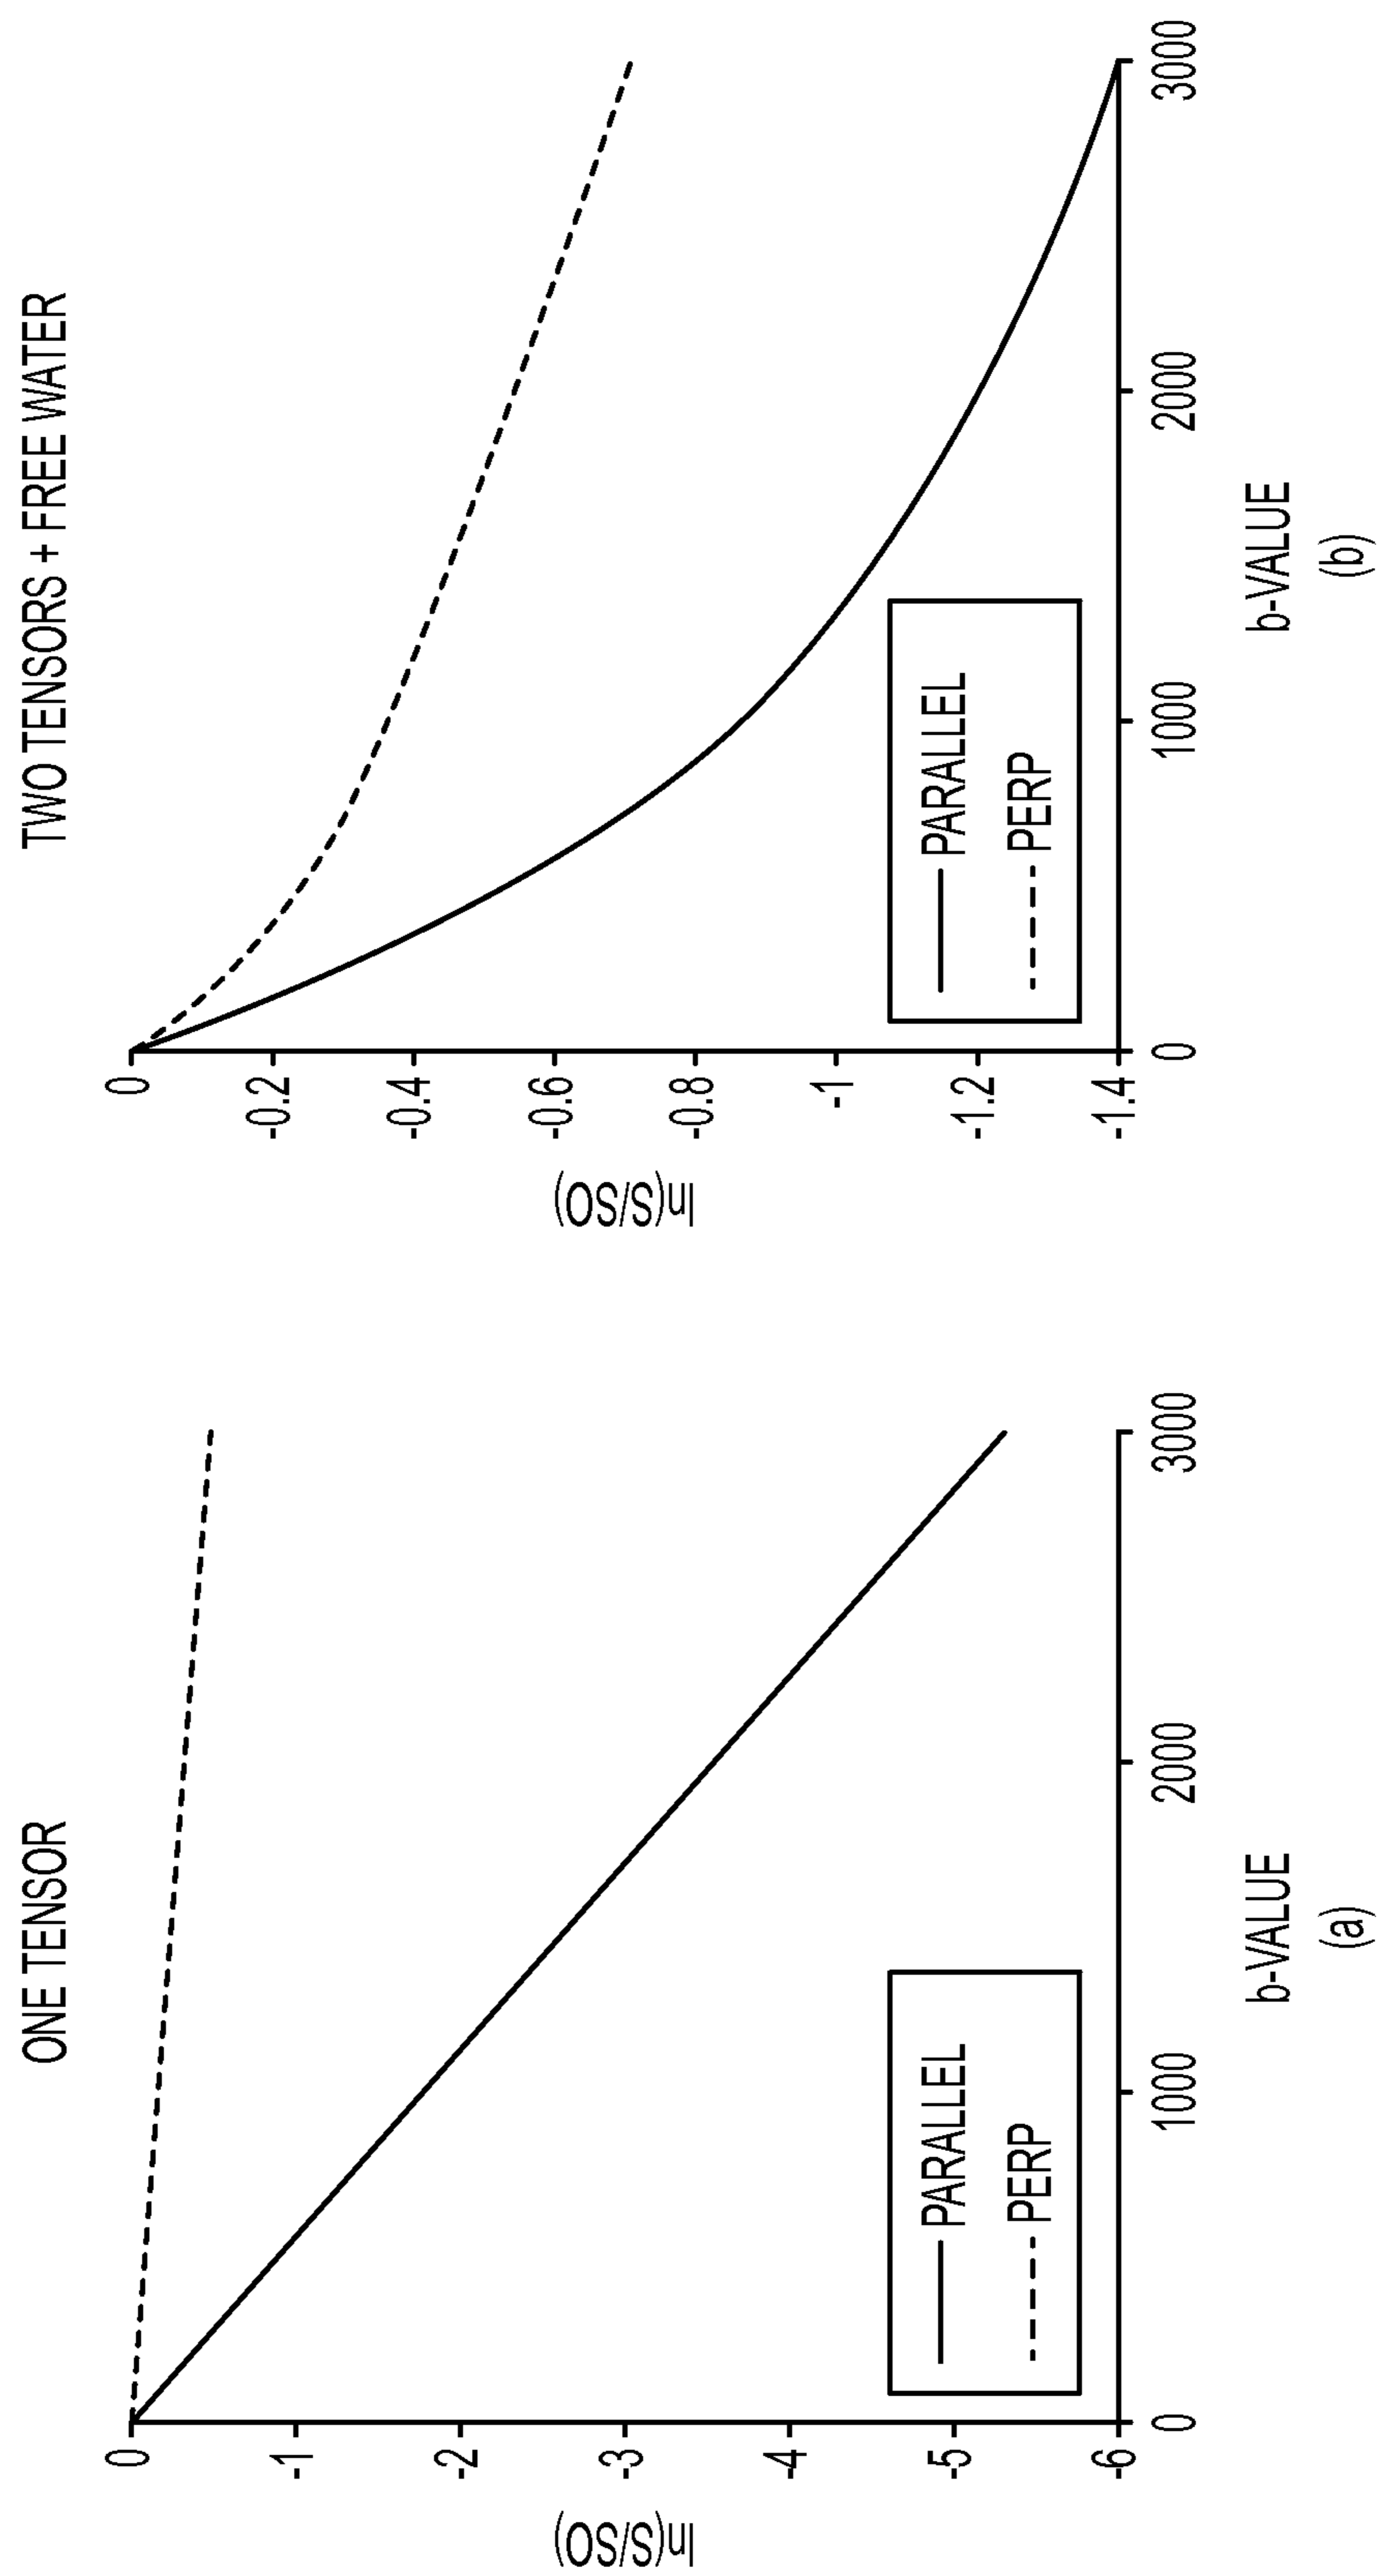 ONE TENSOR
ln(S/SO)
0
-1
-2
-3
-4
-5
-6
PARALLEL
PERP
0
1000
2000
3000
b-VALUE
(a)
TWO TENSORS + FREE WATER
ln(S/SO)
0
-0.2
-0.4
-0.6
-0.8
-1
-1.2
-1.4
PARALLEL
PERP
0
1000
2000
3000
b-VALUE
(b)